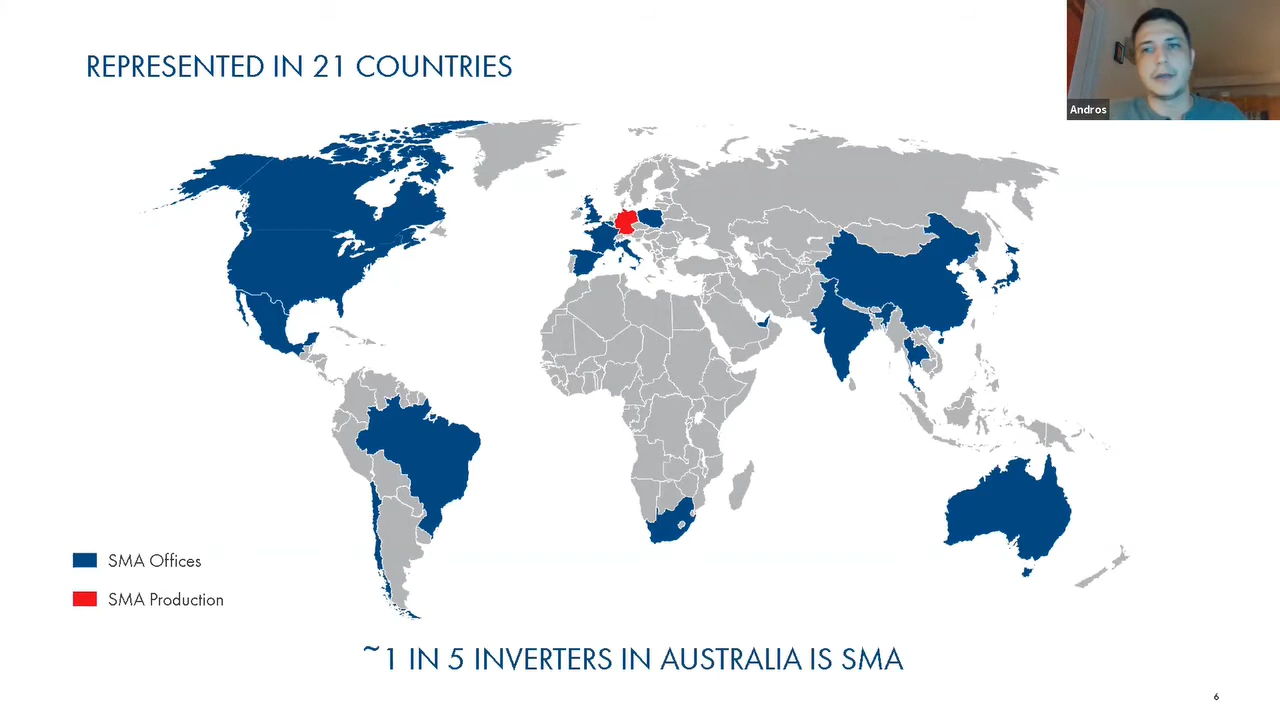 REPRESENTED IN 21 COUNTRIES
Andros
SMA Offices
SMA Production
~1 IN 5 INVERTERS IN AUSTRALIA IS SMA
6